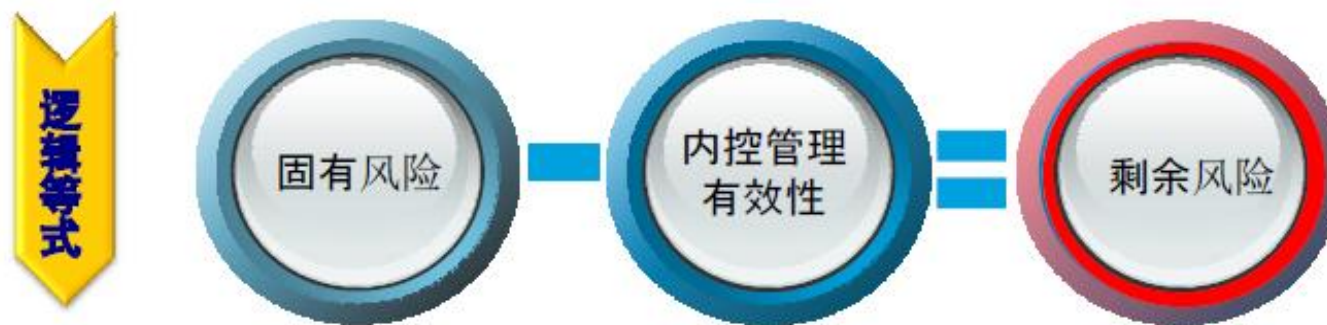 逻辑等式
固有风险
内控管理
有效性
剩余风险